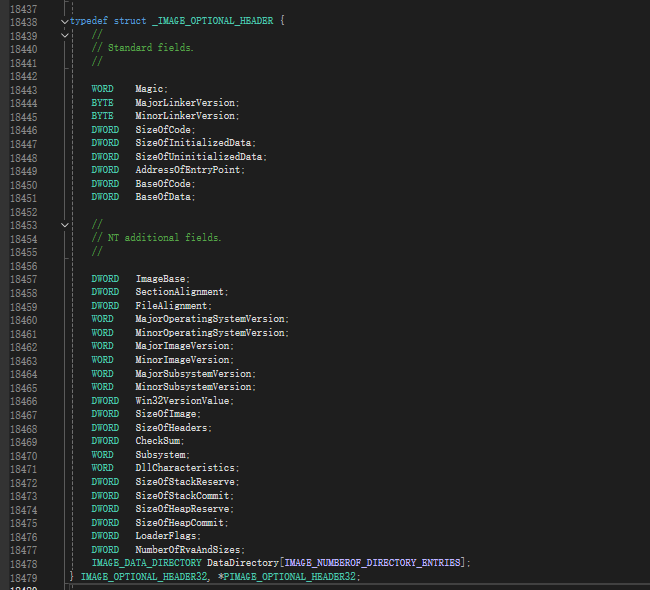 18437
18438 typedef struct _IMAGE_OPTIONAL_HEADER {
18439 //
18440 // Standard fields.
18441 //
18442
18443 WORD Magic;
18444 BYTE MajorLinkerVersion;
18445 BYTE MinorLinkerVersion;
18446 DWORD SizeOfCode;
18447 DWORD SizeOfInitializedData;
18448 DWORD SizeOfUninitializedData;
18449 DWORD AddressOfEntryPoint;
18450 DWORD BaseOfCode;
18451 DWORD BaseOfData;
18452
18453 //
18454 // NT additional fields.
18455 //
18456
18457 DWORD ImageBase;
18458 DWORD SectionAlignment;
18459 DWORD FileAlignment;
18460 WORD MajorOperatingSystemVersion;
18461 WORD MinorOperatingSystemVersion;
18462 WORD MajorImageVersion;
18463 WORD MinorImageVersion;
18464 WORD MajorSubsystemVersion;
18465 WORD MinorSubsystemVersion;
18466 DWORD Win32VersionValue;
18467 DWORD SizeOfImage;
18468 DWORD SizeOfHeaders;
18469 DWORD CheckSum;
18470 WORD Subsystem;
18471 WORD DllCharacteristics;
18472 DWORD SizeOfStackReserve;
18473 DWORD SizeOfStackCommit;
18474 DWORD SizeOfHeapReserve;
18475 DWORD SizeOfHeapCommit;
18476 DWORD LoaderFlags;
18477 DWORD NumberOfRvaAndSizes;
18478 IMAGE_DATA_DIRECTORY DataDirectory[IMAGE_NUMBEROF_DIRECTORY_ENTRIES];
18479 } IMAGE_OPTIONAL_HEADER32, *PIMAGE_OPTIONAL_HEADER32;